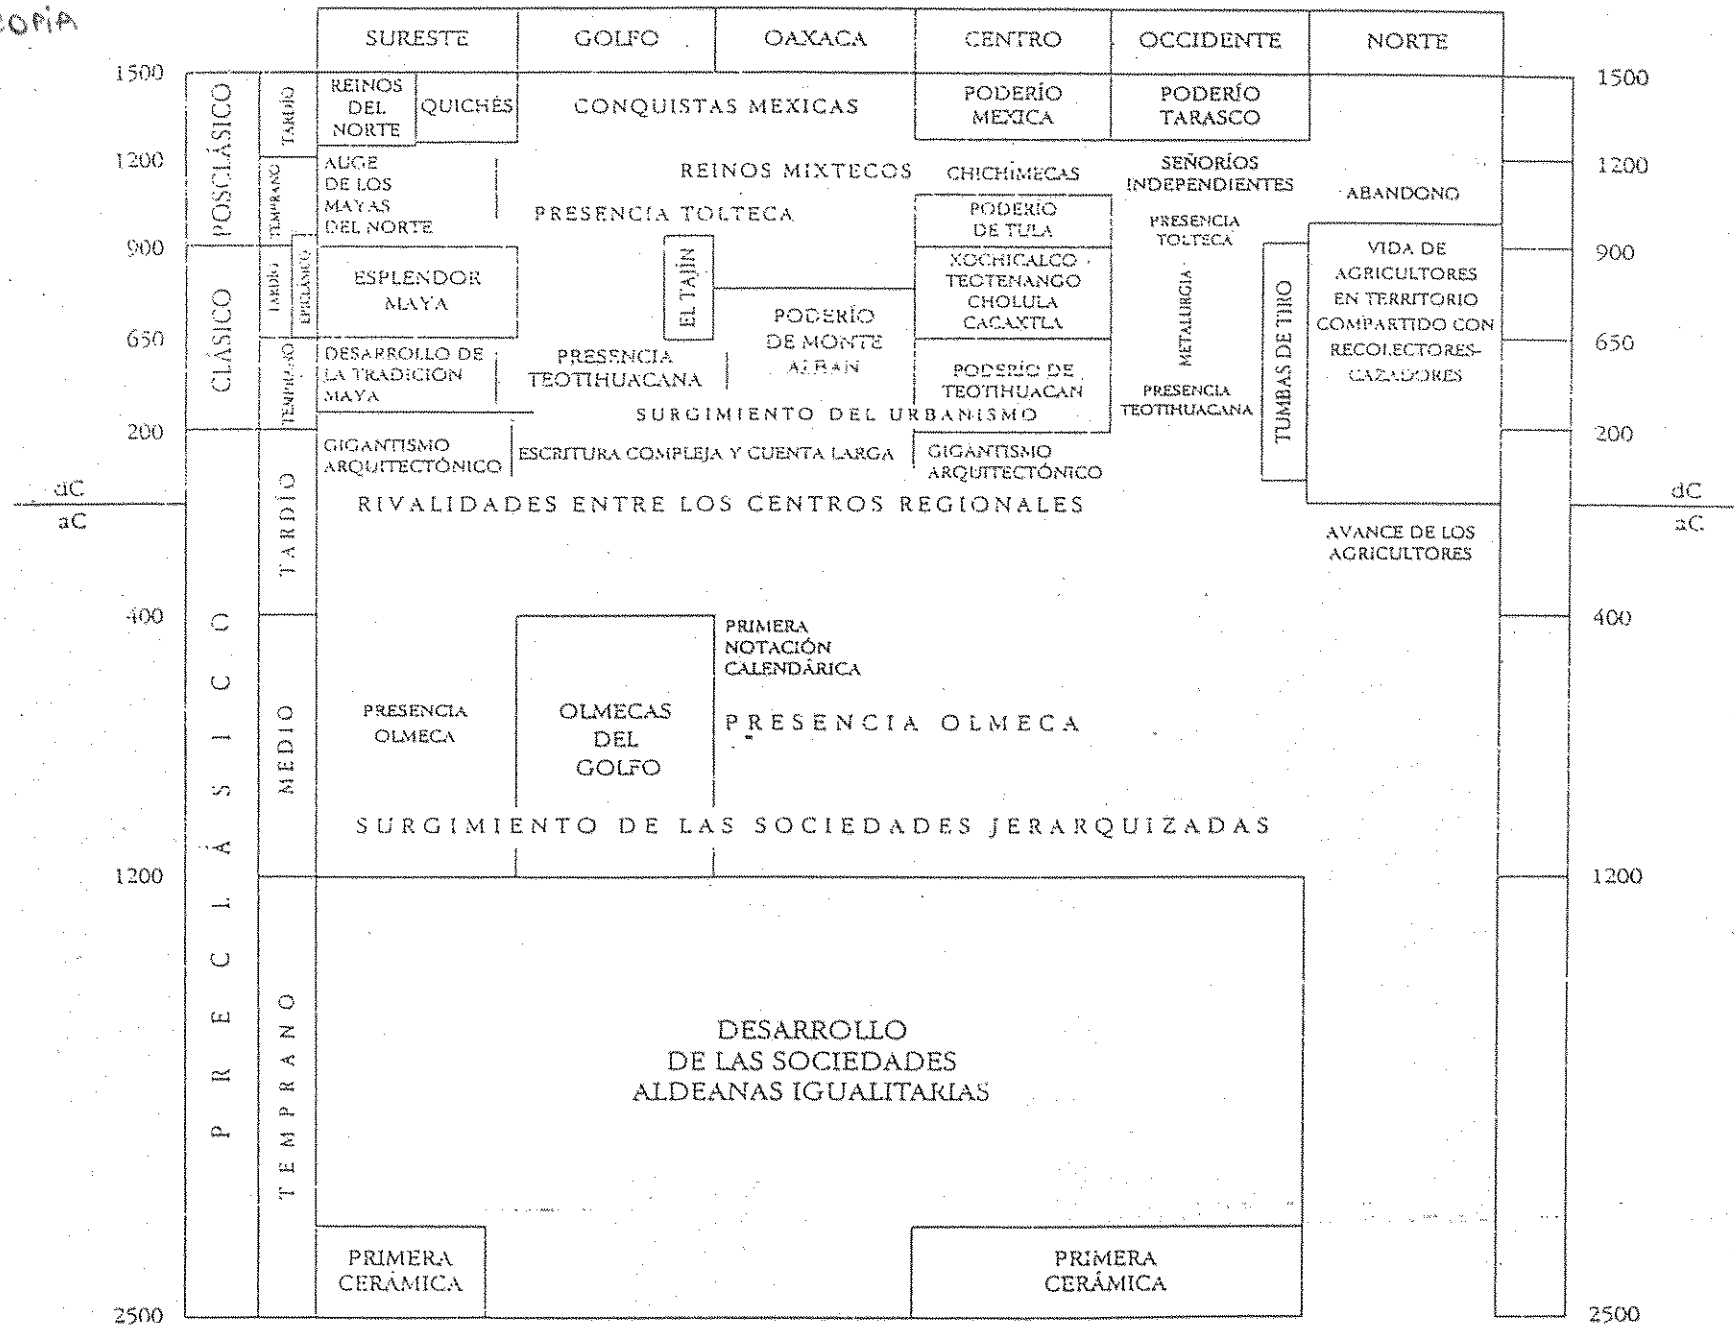 COPIA
SURESTE GOLFO OAXACA CENTRO OCCIDENTE NORTE
1500 1500
POSCLÁSICO
TARDÍO
REINOS
DEL
NORTE
QUICHÉS
CONQUISTAS MEXICAS
PODERÍO
MEXICA
PODERÍO
TARASCO
1200 1200
TEMPRANO
AUGE
DE LOS
MAYAS
DEL NORTE
REINOS MIXTECOS
PRESENCIA TOLTECA
CHICHIMECAS
PODERÍO
DE TULA
SEÑORÍOS
INDEPENDIENTES
PRESENCIA
TOLTECA
ABANDONO
900 900
CLÁSICO
TARDÍO
EPICLÁSICO
ESPLENDOR
MAYA
EL TAJÍN
PODERÍO
DE MONTE
ALBÁN
XOCHICALCO
TEOTENANGO
CHOLULA
CACAXTLA
METALURGIA
TUMBAS DE TIRO
VIDA DE
AGRICULTORES
EN TERRITORIO
COMPARTIDO CON
RECOLECTORES-
CAZADORES
650 650
TEMPRANO
DESARROLLO DE
LA TRADICIÓN
MAYA
PRESENCIA
TEOTIHUACANA
PODERÍO DE
TEOTIHUACAN
PRESENCIA
TEOTIHUACANA
SURGIMIENTO DEL URBANISMO
200 200
PRECLÁSICO
TARDÍO
GIGANTISMO
ARQUITECTÓNICO
ESCRITURA COMPLEJA Y CUENTA LARGA
GIGANTISMO
ARQUITECTÓNICO
RIVALIDADES ENTRE LOS CENTROS REGIONALES
dC dC
aC aC
AVANCE DE LOS
AGRICULTORES
400 400
MEDIO
PRESENCIA
OLMECA
OLMECAS
DEL
GOLFO
PRIMERA
NOTACIÓN
CALENDÁRICA
PRESENCIA OLMECA
SURGIMIENTO DE LAS SOCIEDADES JERARQUIZADAS
1200 1200
TEMPRANO
DESARROLLO
DE LAS SOCIEDADES
ALDEANAS IGUALITARIAS
PRIMERA
CERÁMICA
PRIMERA
CERÁMICA
2500 2500